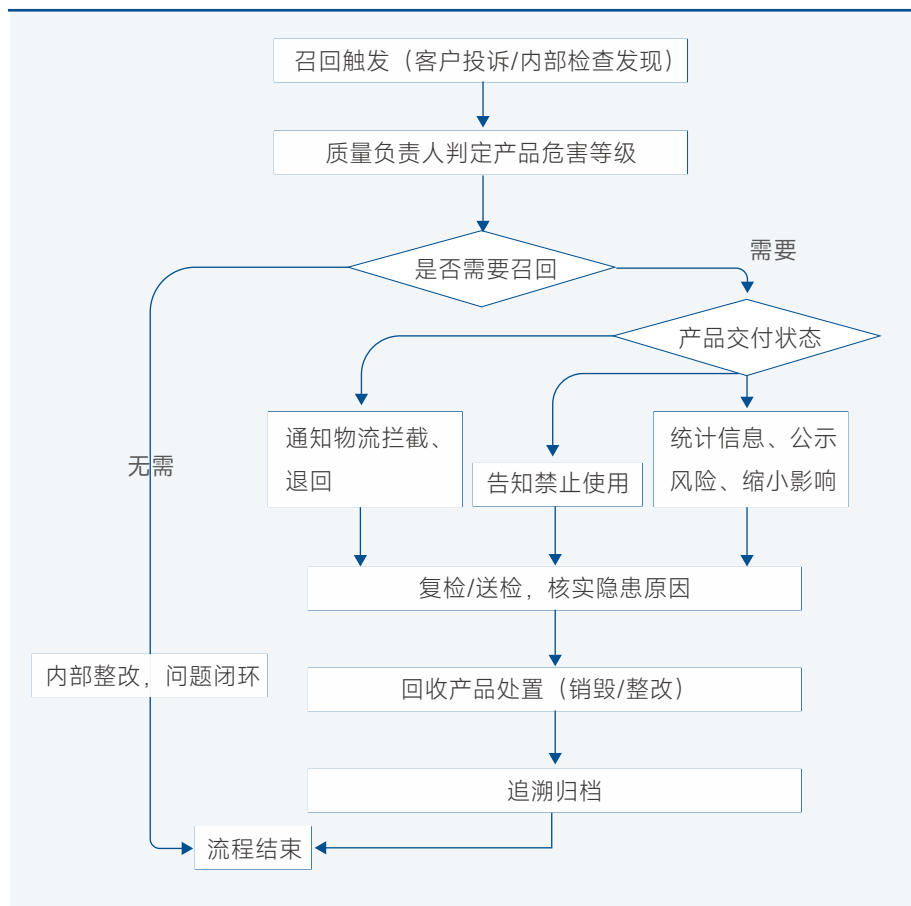 召回触发（客户投诉/内部检查发现）
质量负责人判定产品危害等级
是否需要召回
需要
产品交付状态
通知物流拦截、
退回
告知禁止使用
统计信息、公示
风险、缩小影响
无需
复检/送检，核实隐患原因
内部整改，问题闭环
回收产品处置（销毁/整改）
追溯归档
流程结束